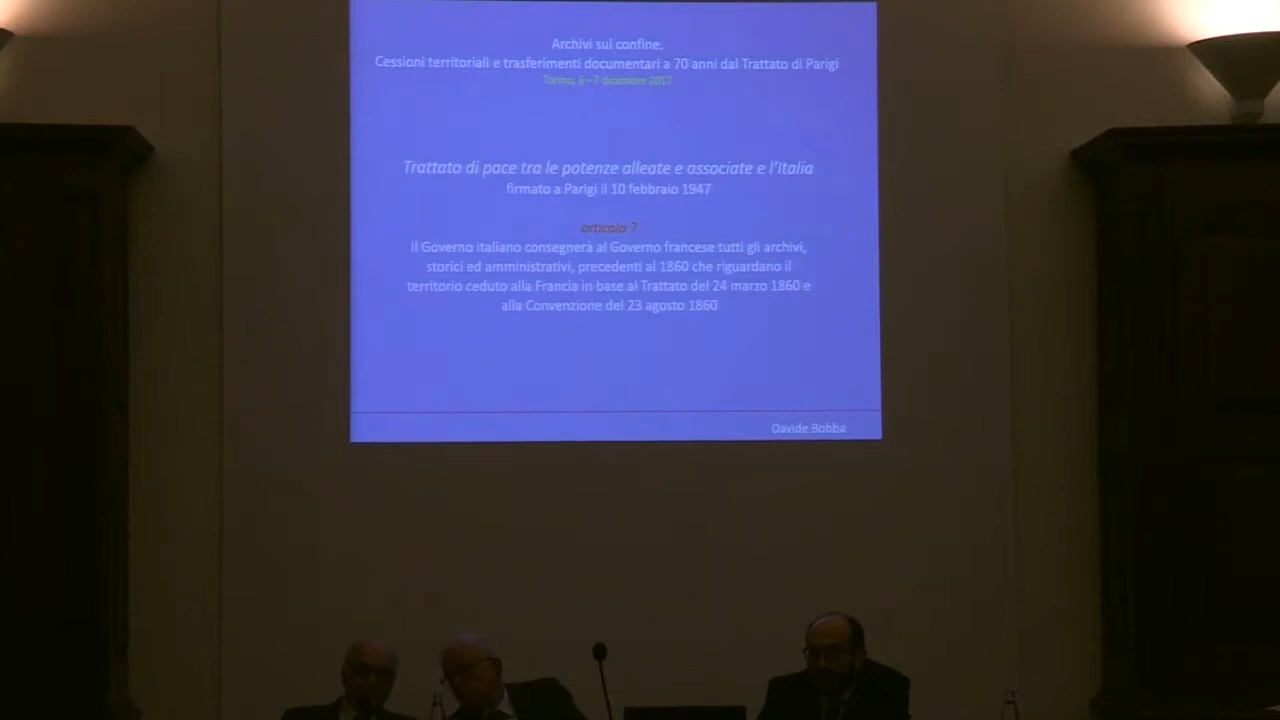 Archivi sul confine.
Cessioni territoriali e trasferimenti documentari a 70 anni dal Trattato di Parigi
Torino, 6 – 7 dicembre 2017
Trattato di pace tra le potenze alleate e associate e l'Italia
firmato a Parigi il 10 febbraio 1947
articolo 7
Il Governo italiano consegnerà al Governo francese tutti gli archivi,
storici ed amministrativi, precedenti al 1860 che riguardano il
territorio ceduto alla Francia in base al Trattato del 24 marzo 1860 e
alla Convenzione del 23 agosto 1860
Davide Bobba